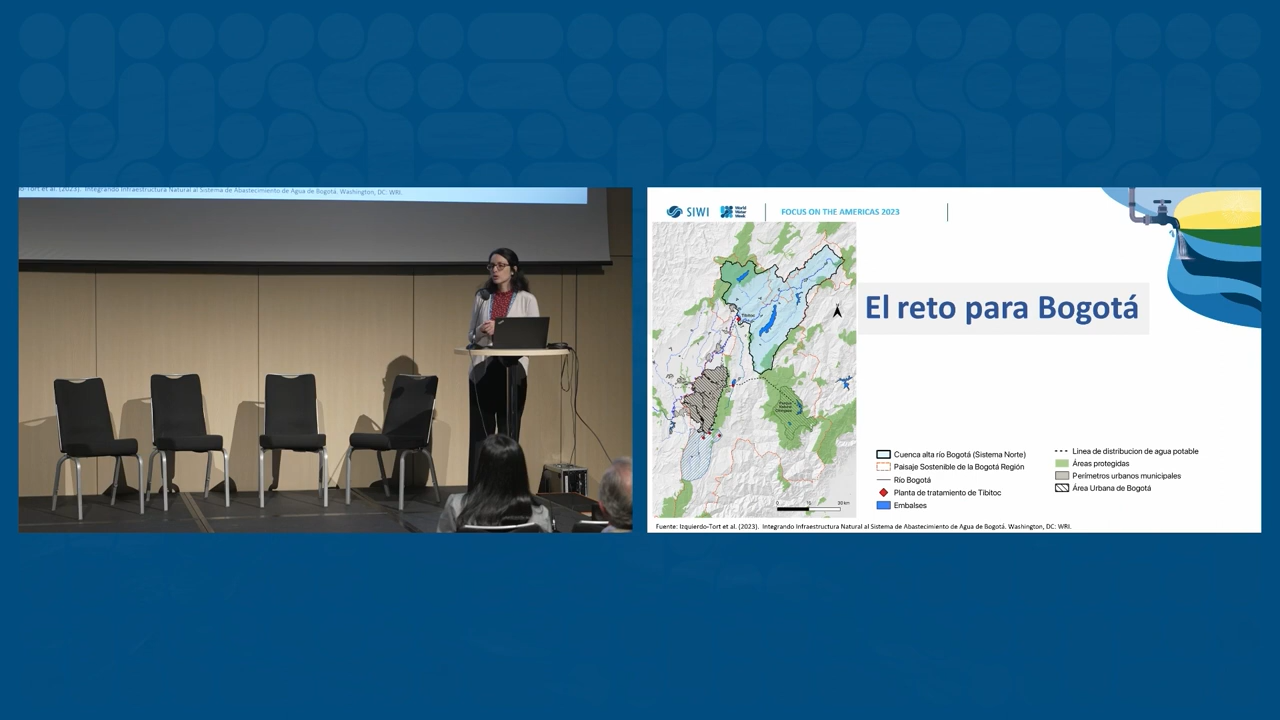 o-Tort et al. (2023). Integrando Infraestructura Natural al Sistema de Abastecimiento de Agua de Bogotá. Washington, DC: WRI.
SIWI
World
Water
Week
FOCUS ON THE AMERICAS 2023
El reto para Bogotá
Tibitoc
Cuenca alta río Bogotá (Sistema Norte)
Paisaje Sostenible de la Bogotá Región
Río Bogotá
Planta de tratamiento de Tibitoc
Embalses
Linea de distribucion de agua potable
Áreas protegidas
Perímetros urbanos municipales
Área Urbana de Bogotá
Fuente: Izquierdo-Tort et al. (2023). Integrando Infraestructura Natural al Sistema de Abastecimiento de Agua de Bogotá. Washington, DC: WRI.